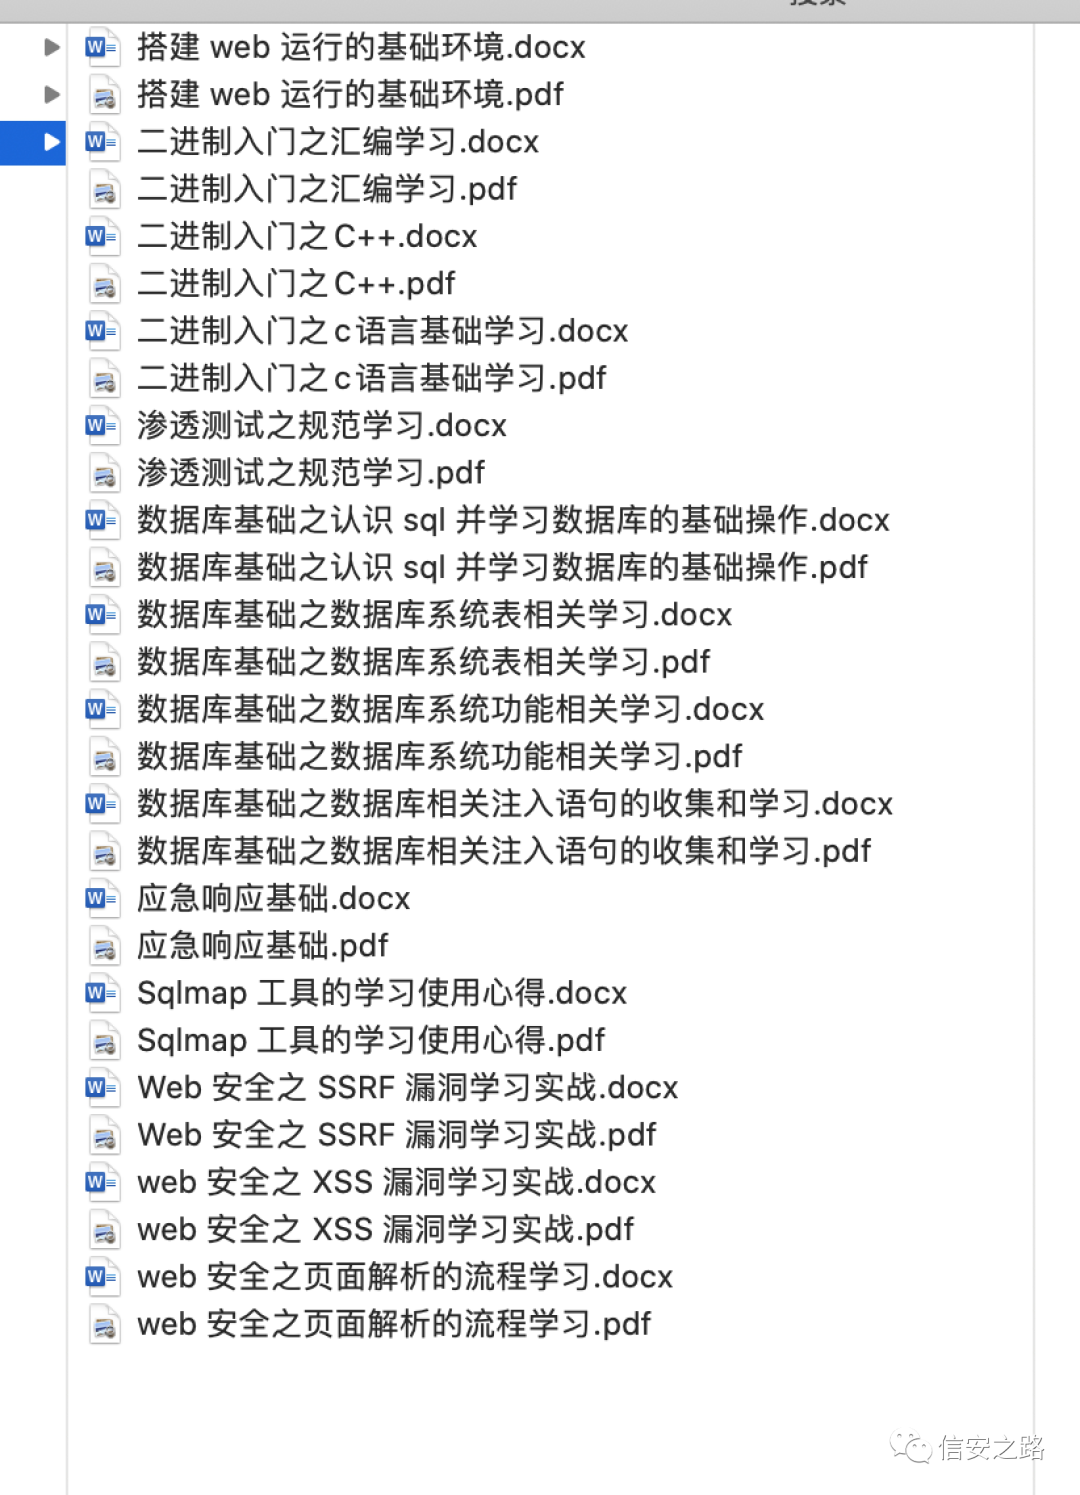 搭建 web 运行的基础环境.docx
搭建 web 运行的基础环境.pdf
二进制入门之汇编学习.docx
二进制入门之汇编学习.pdf
二进制入门之C++.docx
二进制入门之C++.pdf
二进制入门之c语言基础学习.docx
二进制入门之c语言基础学习.pdf
渗透测试之规范学习.docx
渗透测试之规范学习.pdf
数据库基础之认识 sql 并学习数据库的基础操作.docx
数据库基础之认识 sql 并学习数据库的基础操作.pdf
数据库基础之数据库系统表相关学习.docx
数据库基础之数据库系统表相关学习.pdf
数据库基础之数据库系统功能相关学习.docx
数据库基础之数据库系统功能相关学习.pdf
数据库基础之数据库相关注入语句的收集和学习.docx
数据库基础之数据库相关注入语句的收集和学习.pdf
应急响应基础.docx
应急响应基础.pdf
Sqlmap 工具的学习使用心得.docx
Sqlmap 工具的学习使用心得.pdf
Web 安全之 SSRF 漏洞学习实战.docx
Web 安全之 SSRF 漏洞学习实战.pdf
web 安全之 XSS 漏洞学习实战.docx
web 安全之 XSS 漏洞学习实战.pdf
web 安全之页面解析的流程学习.docx
web 安全之页面解析的流程学习.pdf
信安之路